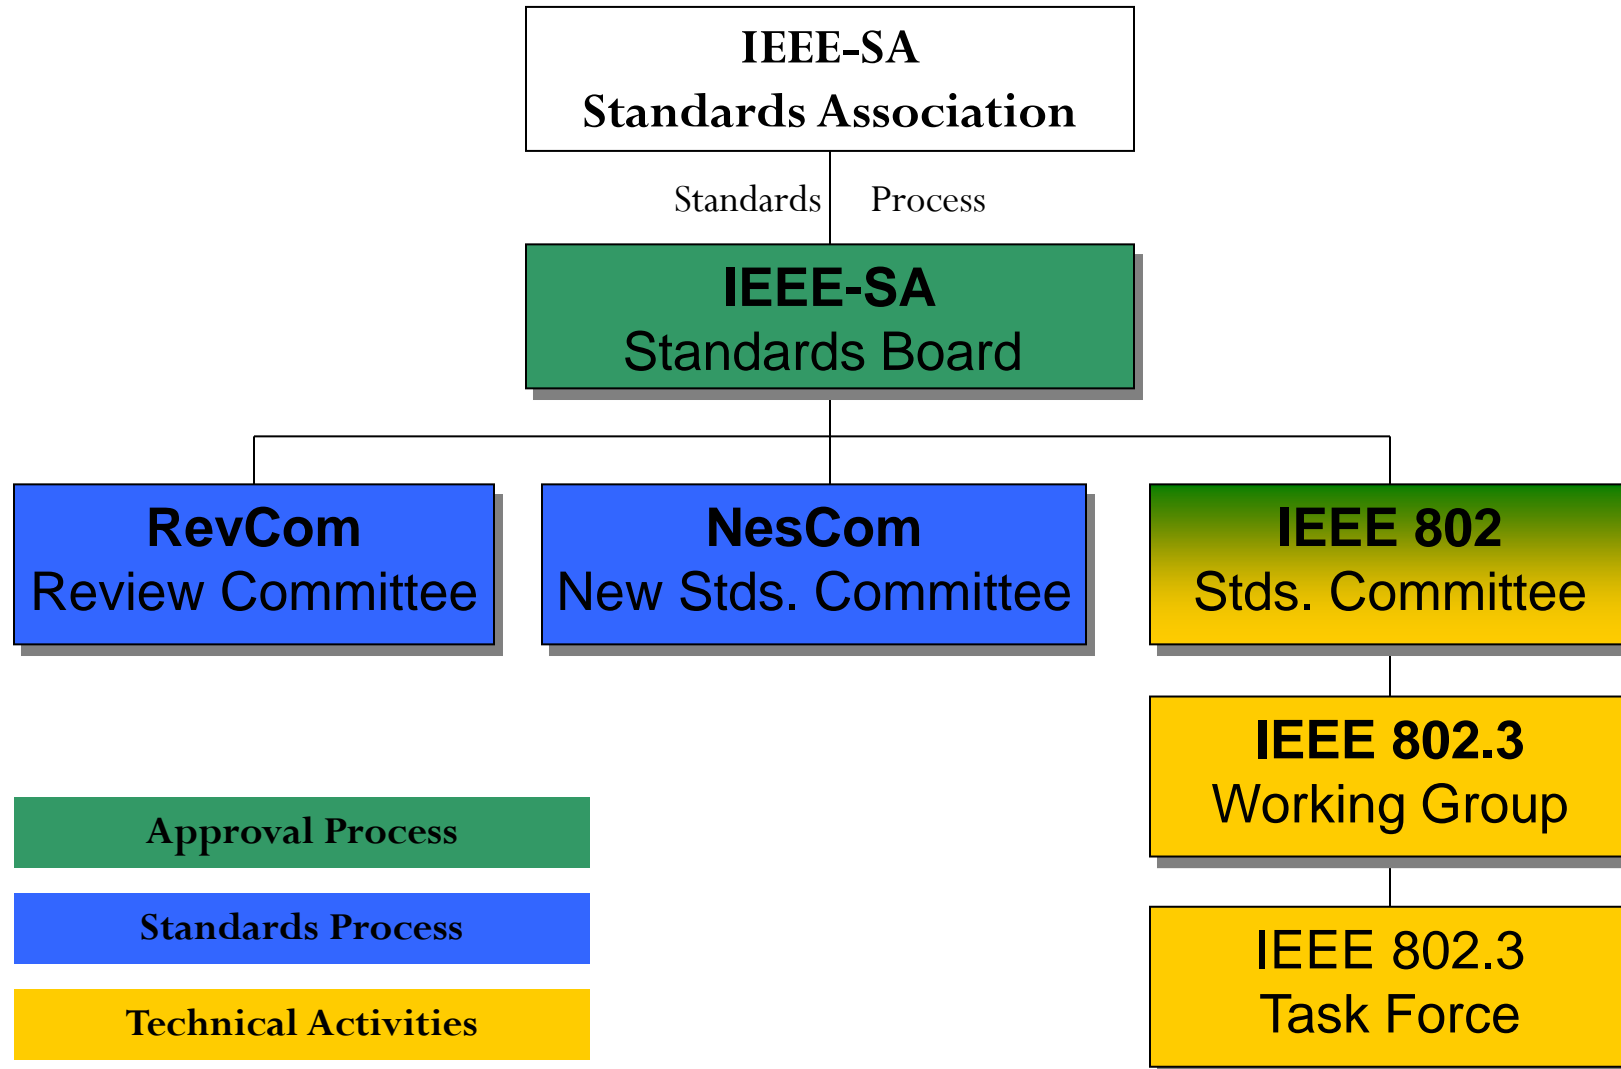 IEEE-SA
Standards Association
Standards Process
IEEE-SA
Standards Board
RevCom
Review Committee
NesCom
New Stds. Committee
IEEE 802
Stds. Committee
IEEE 802.3
Working Group
IEEE 802.3
Task Force
Approval Process
Standards Process
Technical Activities